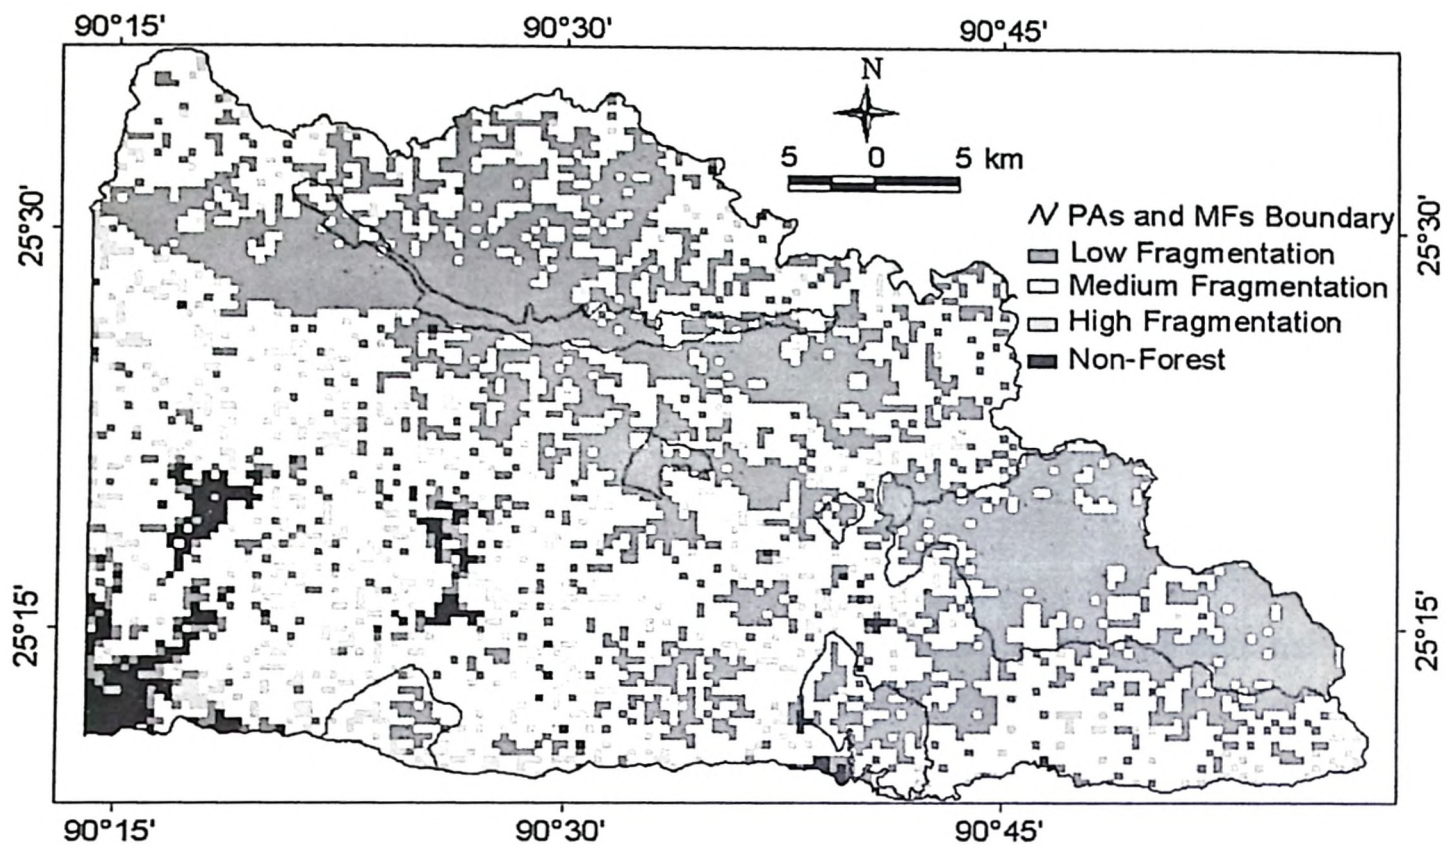 90°15' 90°30' 90°45'
N
5 0 5 km
25°30'
25°30'
PAs and MFs Boundary
Low Fragmentation
Medium Fragmentation
High Fragmentation
Non-Forest
25°15'
25°15'
90°15' 90°30' 90°45'